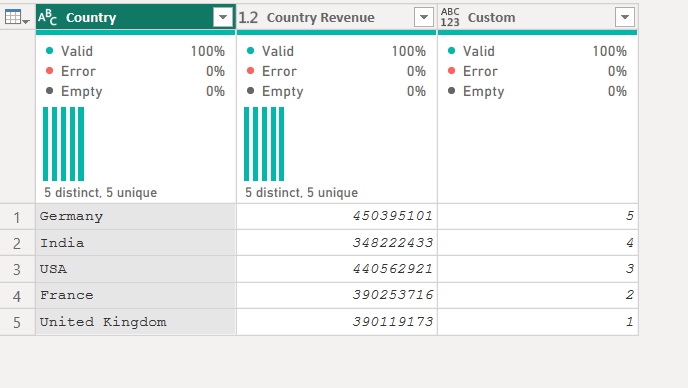 ABC Country 1.2 Country Revenue ABC 123 Custom
Valid 100% Valid 100% Valid 100%
Error 0% Error 0% Error 0%
Empty 0% Empty 0% Empty 0%
5 distinct, 5 unique 5 distinct, 5 unique
1 Germany 450395101 5
2 India 348222433 4
3 USA 440562921 3
4 France 390253716 2
5 United Kingdom 390119173 1